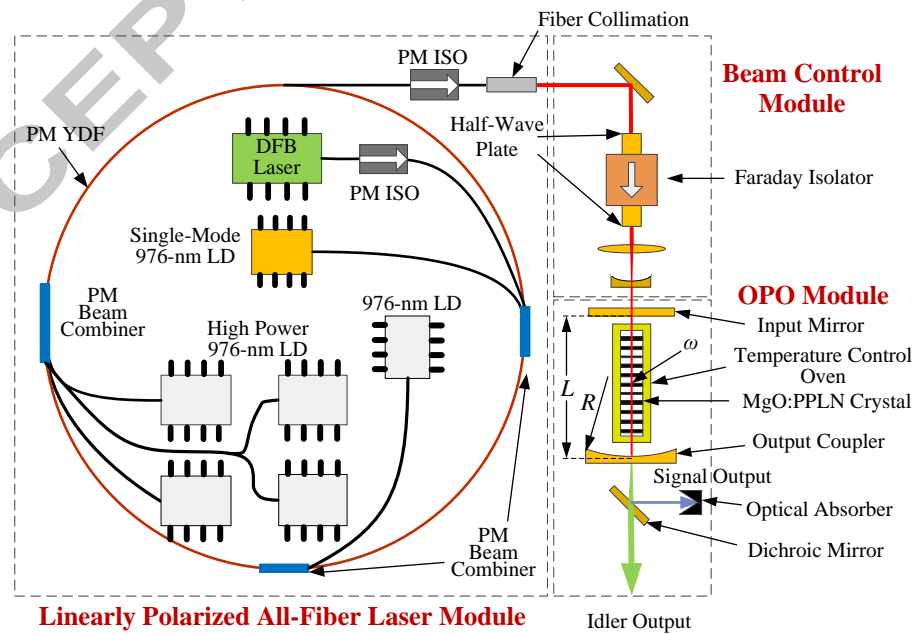 CEP
Fiber Collimation
PM ISO
Beam Control
Module
PM YDF
DFB
Laser
PM ISO
Half-Wave
Plate
Faraday Isolator
Single-Mode
976-nm LD
PM
Beam
Combiner
High Power
976-nm LD
976-nm LD
OPO Module
Input Mirror
ω
Temperature Control
Oven
L
R
MgO:PPLN Crystal
Output Coupler
Signal Output
Optical Absorber
Dichroic Mirror
PM
Beam
Combiner
Linearly Polarized All-Fiber Laser Module
Idler Output